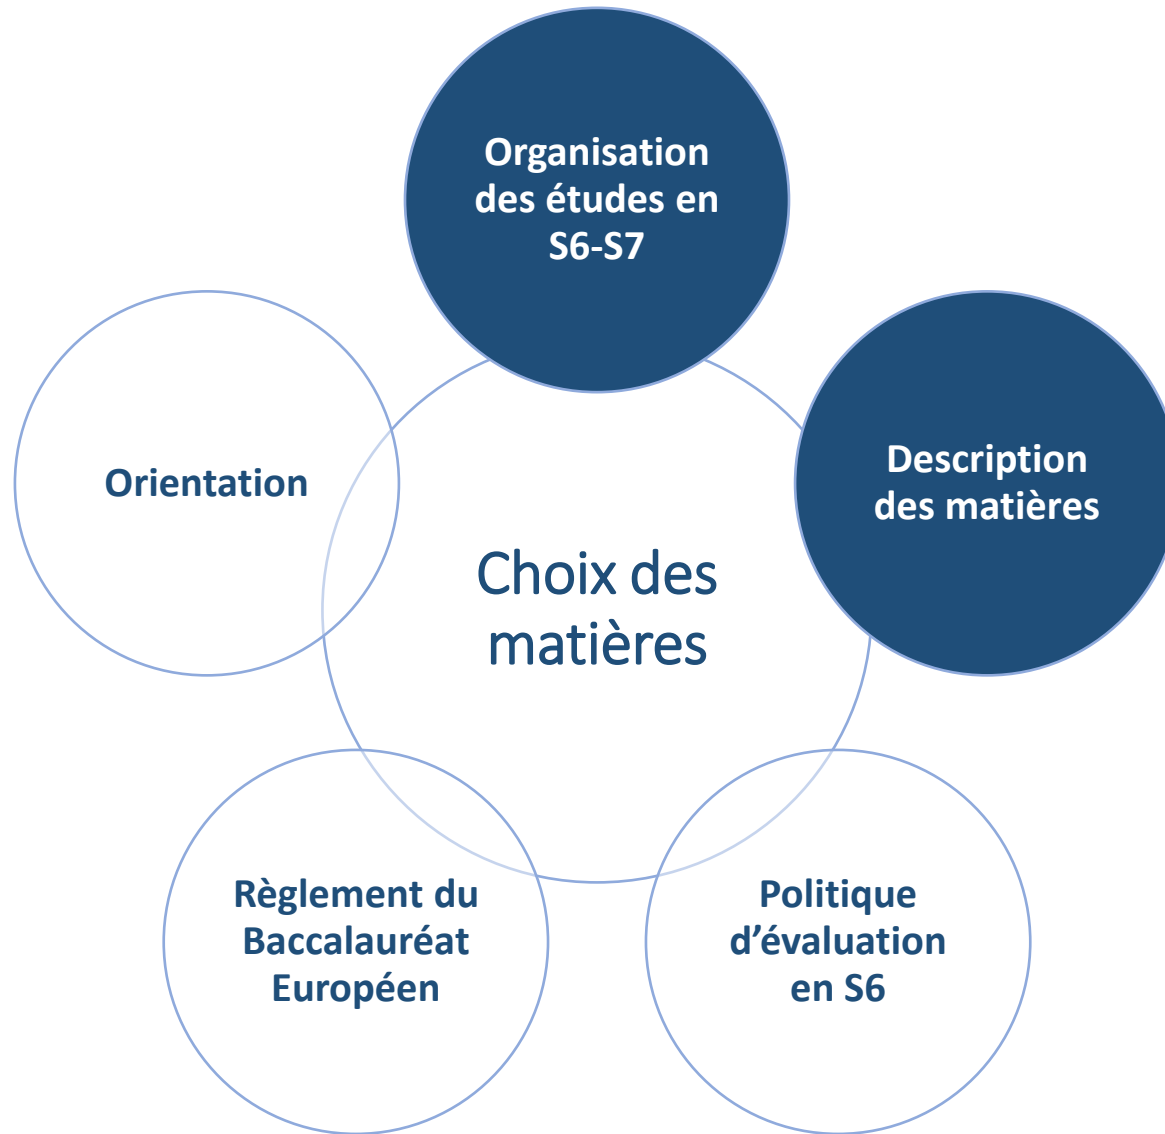 Organisation
des études en
S6-S7
Orientation
Description
des matières
Choix des
matières
Règlement du
Baccalauréat
Européen
Politique
d’évaluation
en S6